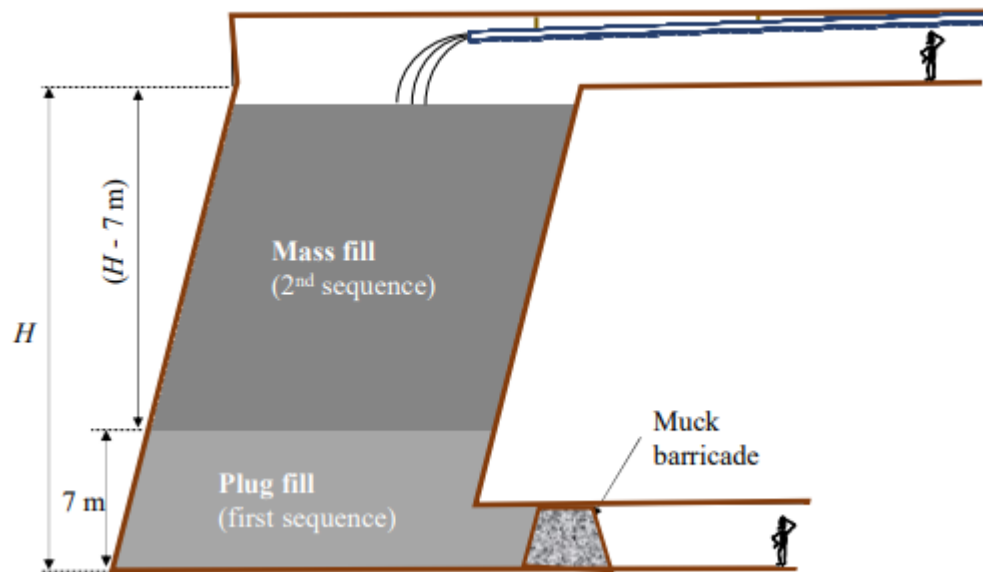 (H - 7 m)
Mass fill
(2nd sequence)
H
Muck
barricade
7 m
Plug fill
(first sequence)